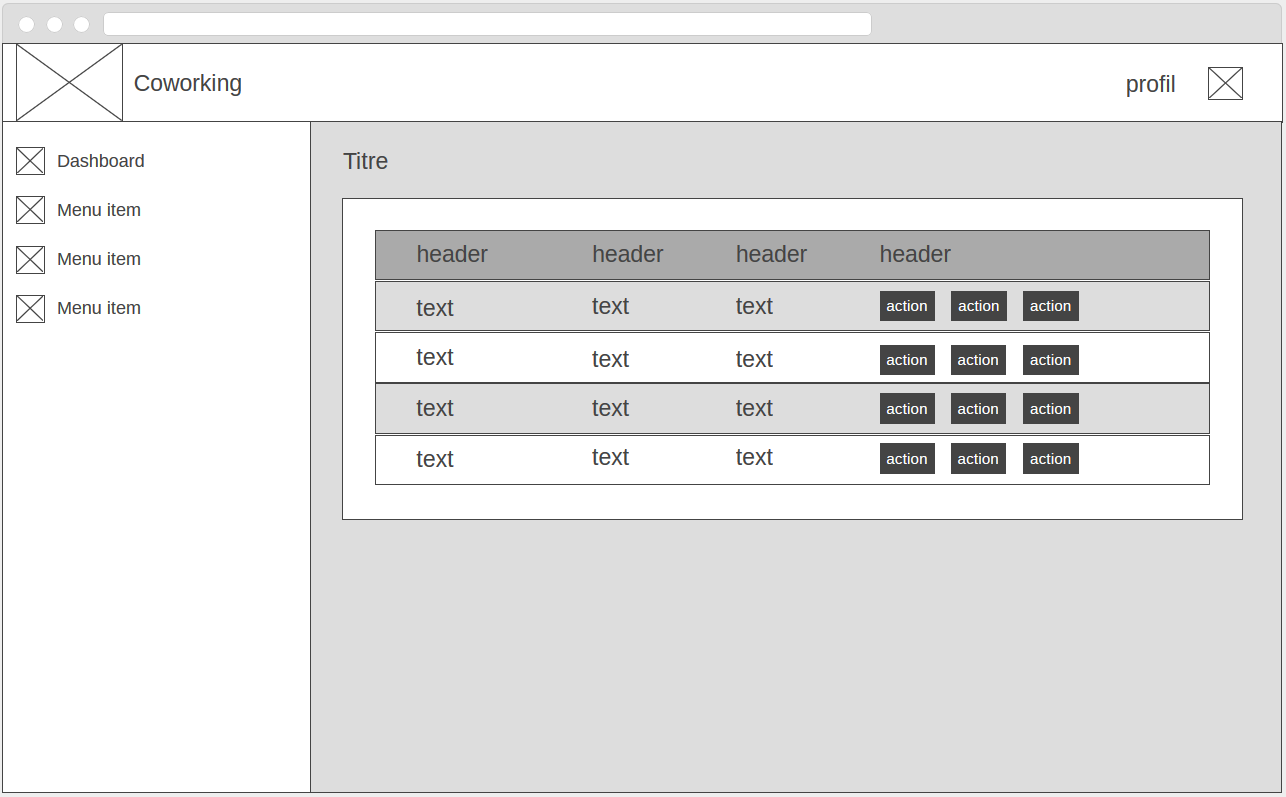 Coworking
profil
Dashboard
Menu item
Menu item
Menu item
Titre
header header header header
text text text action action action
text text text action action action
text text text action action action
text text text action action action